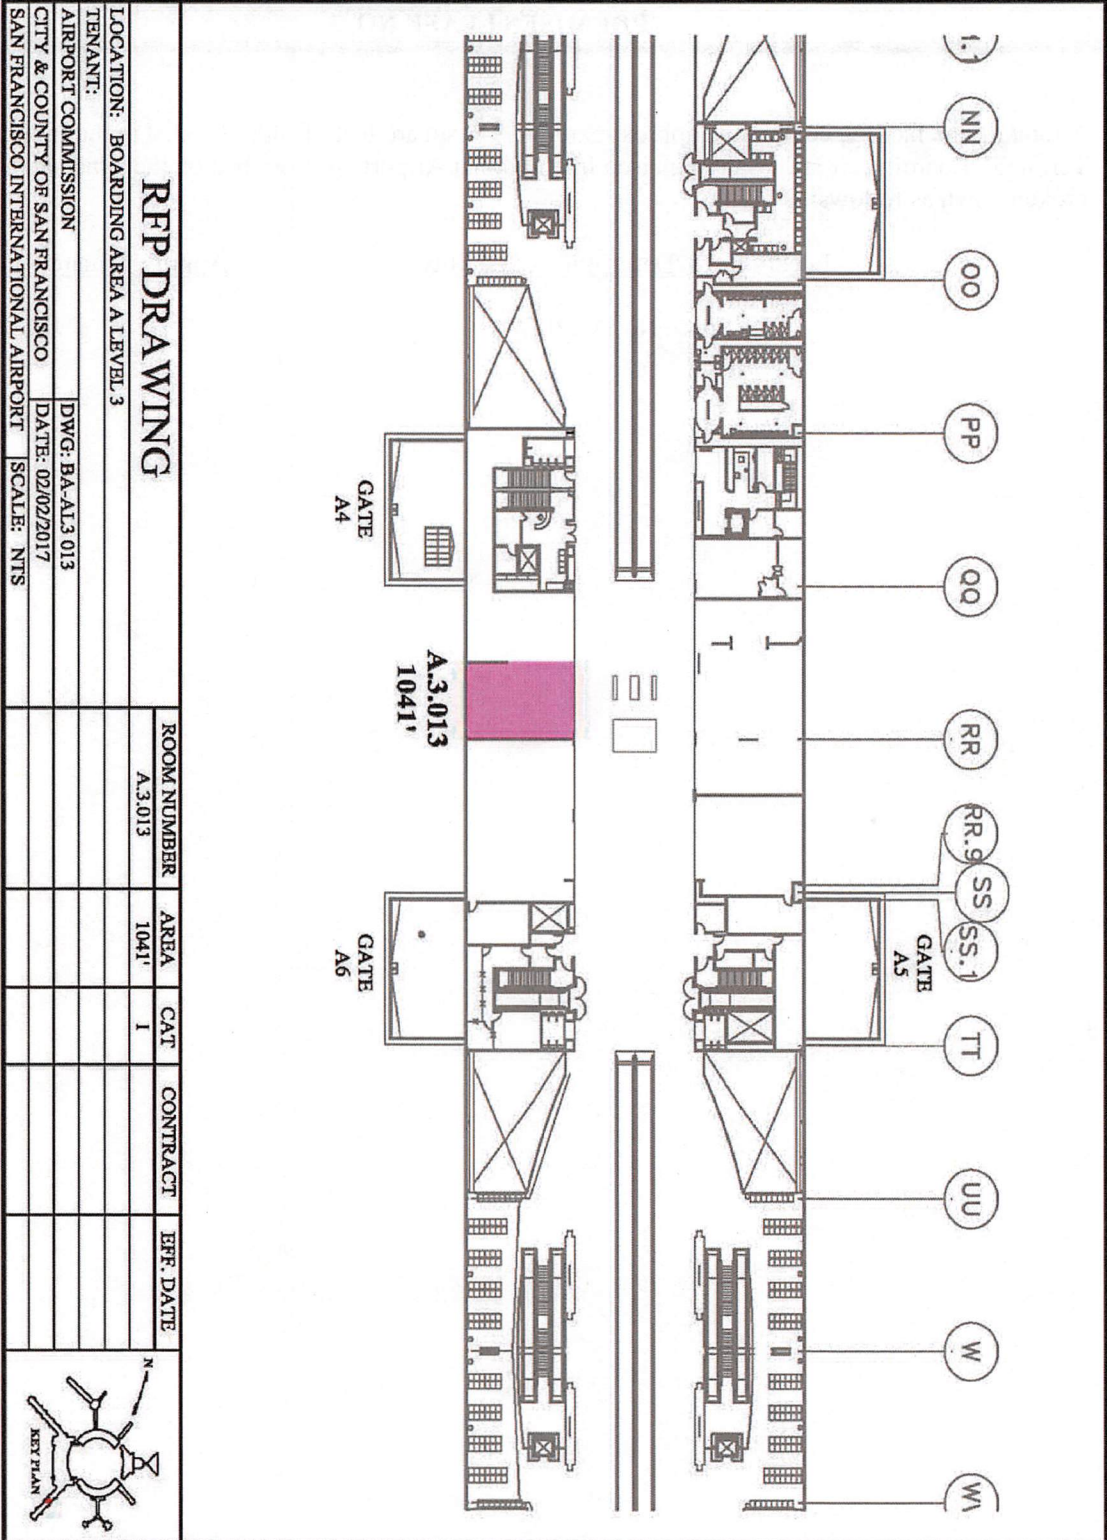 NN
OO
PP
QQ
RR
RR.9
SS
SS.1
TT
UU
GATE
A5
A.3.013
1041'
GATE
A4
GATE
A6
RFP DRAWING
LOCATION: BOARDING AREA A LEVEL 3
TENANT:
AIRPORT COMMISSION
DWG: BA-AL3 013
CITY & COUNTY OF SAN FRANCISCO
DATE: 02/02/2017
SAN FRANCISCO INTERNATIONAL AIRPORT
SCALE: NTS
ROOM NUMBER AREA CAT CONTRACT EFF. DATE
A.3.013 1041' 1
N
KEY PLAN